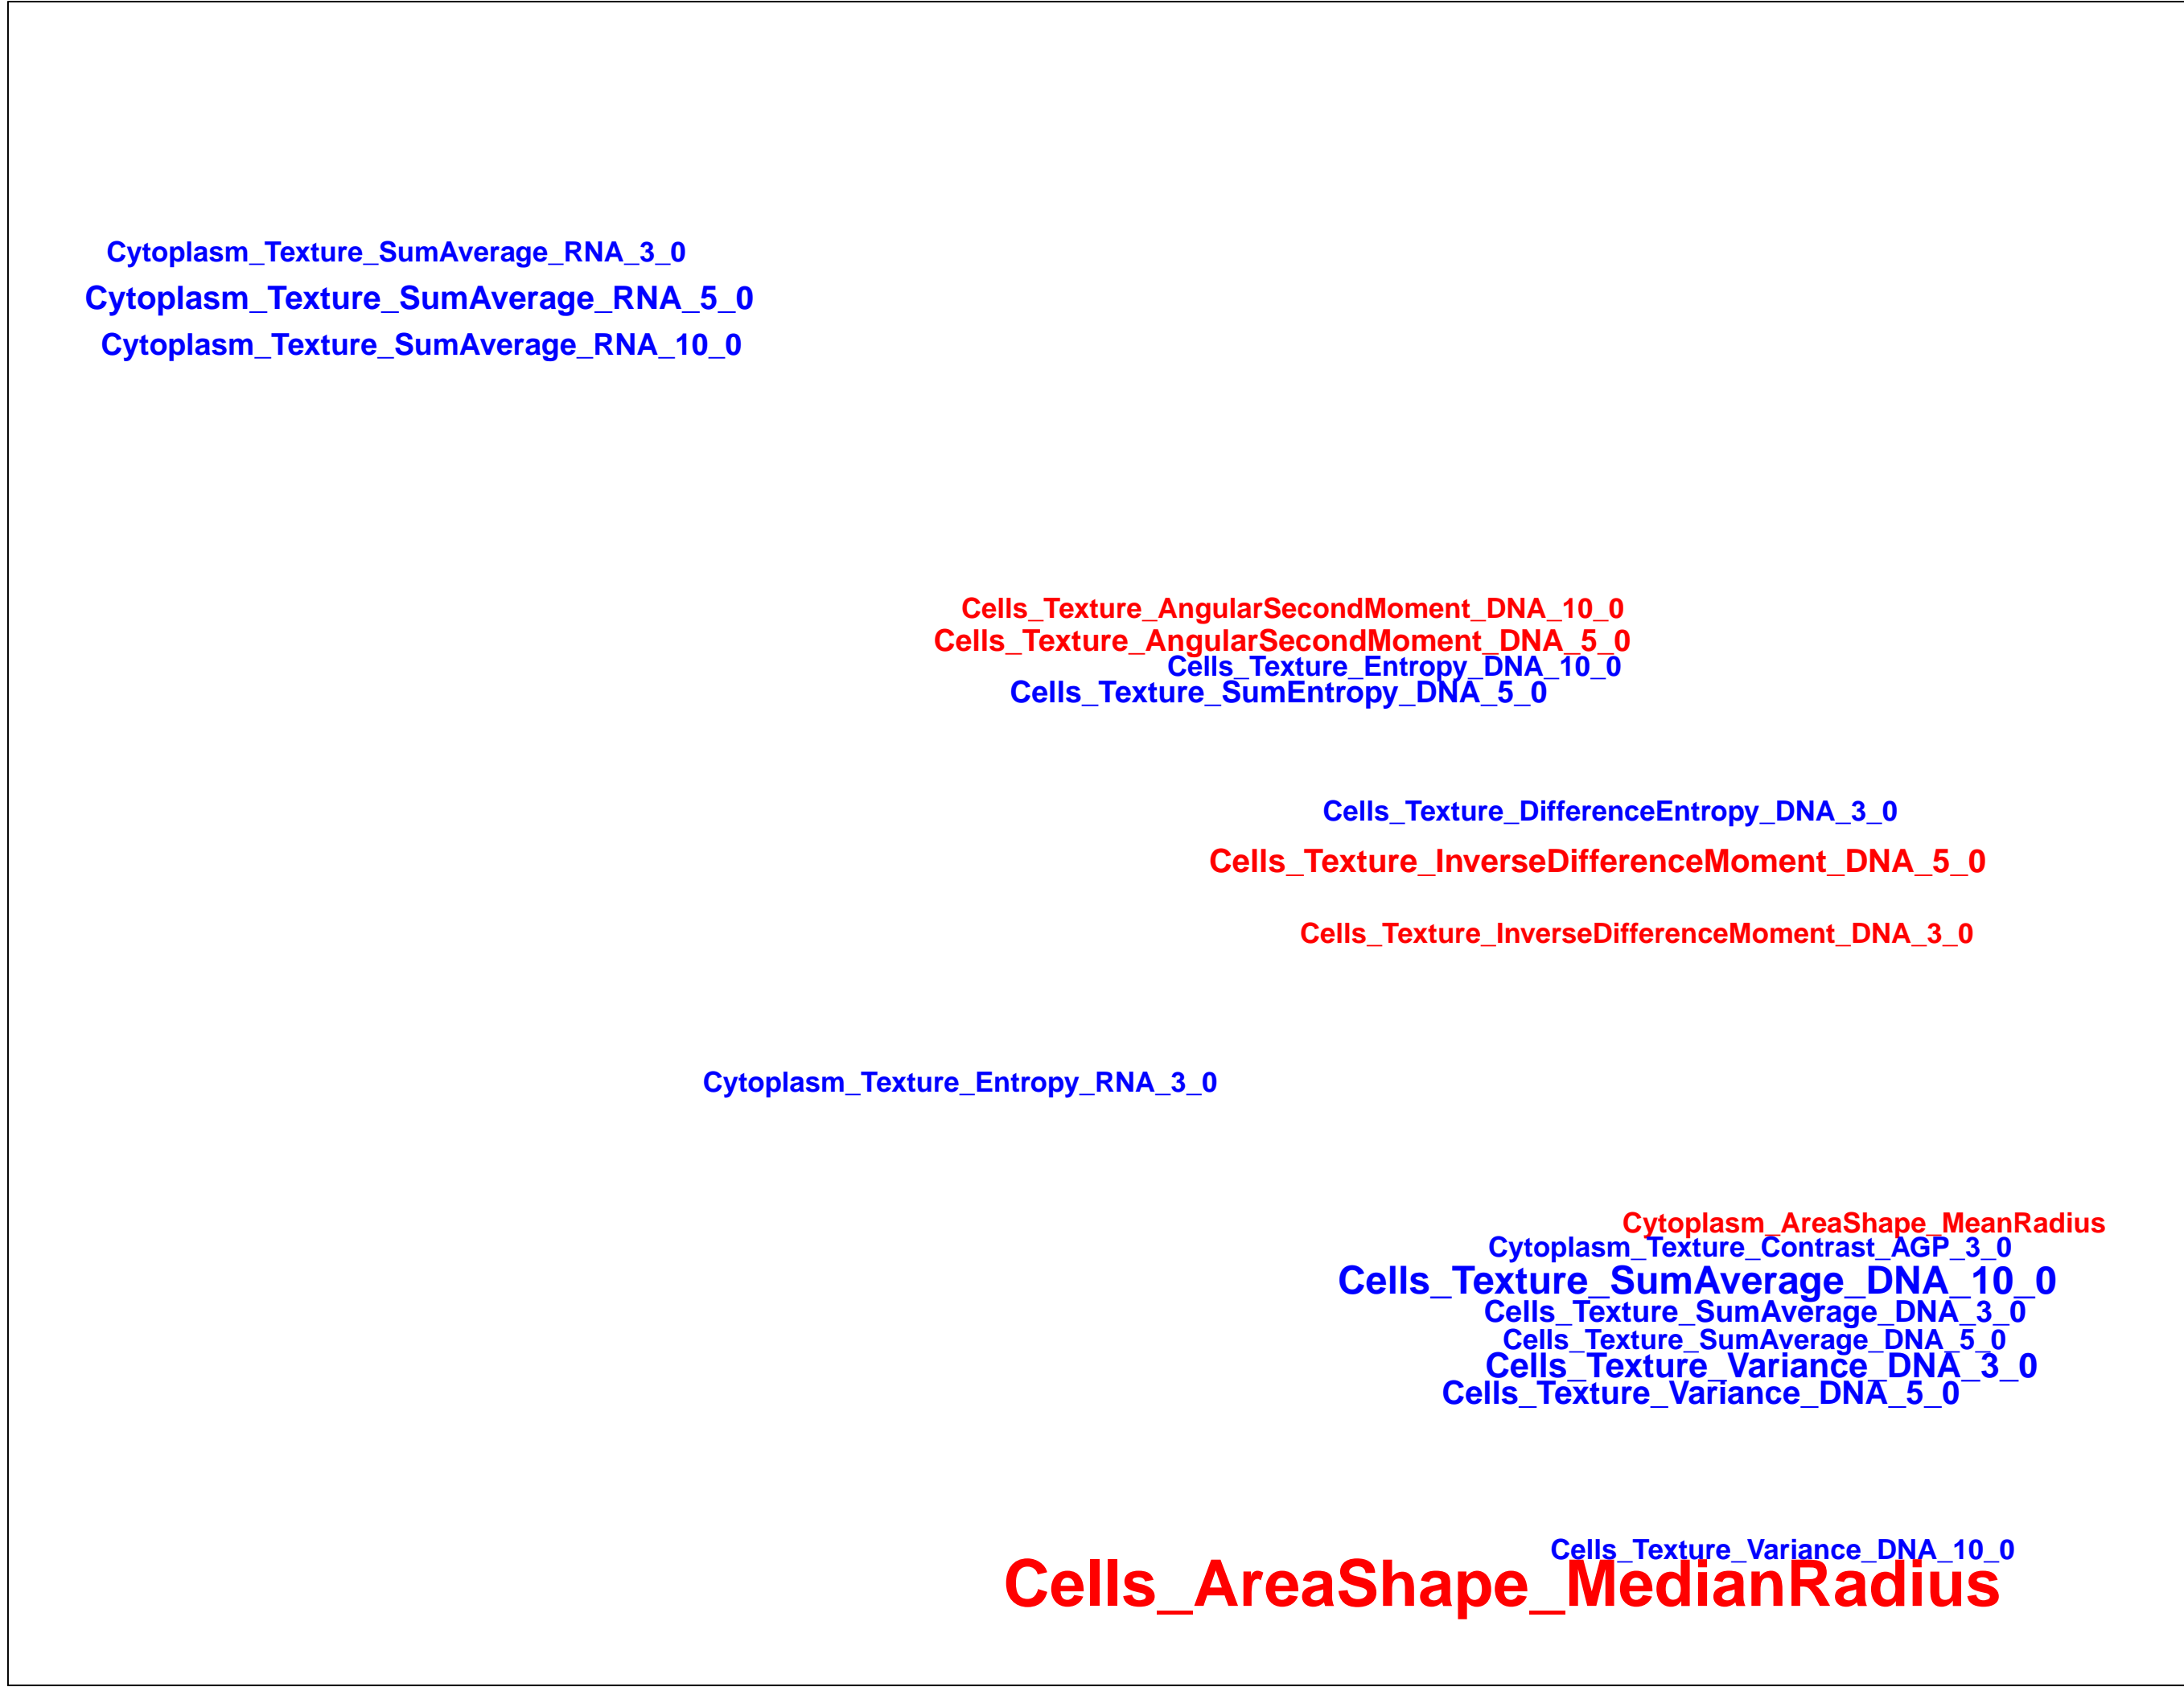 Cytoplasm_Texture_SumAverage_RNA_3_0
Cytoplasm_Texture_SumAverage_RNA_5_0
Cytoplasm_Texture_SumAverage_RNA_10_0
Cells_Texture_AngularSecondMoment_DNA_10_0
Cells_Texture_AngularSecondMoment_DNA_5_0
Cells_Texture_Entropy_DNA_10_0
Cells_Texture_SumEntropy_DNA_5_0
Cells_Texture_DifferenceEntropy_DNA_3_0
Cells_Texture_InverseDifferenceMoment_DNA_5_0
Cells_Texture_InverseDifferenceMoment_DNA_3_0
Cytoplasm_Texture_Entropy_RNA_3_0
Cytoplasm_AreaShape_MeanRadius
Cytoplasm_Texture_Contrast_AGP_3_0
Cells_Texture_SumAverage_DNA_10_0
Cells_Texture_SumAverage_DNA_3_0
Cells_Texture_SumAverage_DNA_5_0
Cells_Texture_Variance_DNA_3_0
Cells_Texture_Variance_DNA_5_0
Cells_Texture_Variance_DNA_10_0
Cells_AreaShape_MedianRadius